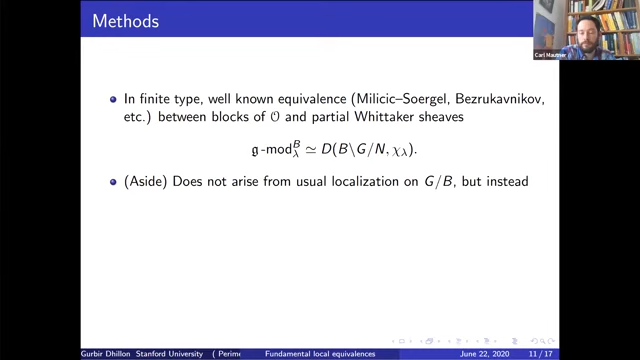 Methods
Carl Mautner
In finite type, well known equivalence (Milicic–Soergel, Bezrukavnikov,
etc.) between blocks of O and partial Whittaker sheaves
𝔤-mod_λ^B ≃ D(B\G/N, χ_λ).
(Aside) Does not arise from usual localization on G/B, but instead
Gurbir Dhillon Stanford University ( Perime Fundamental local equivalences June 22, 2020 11 / 17